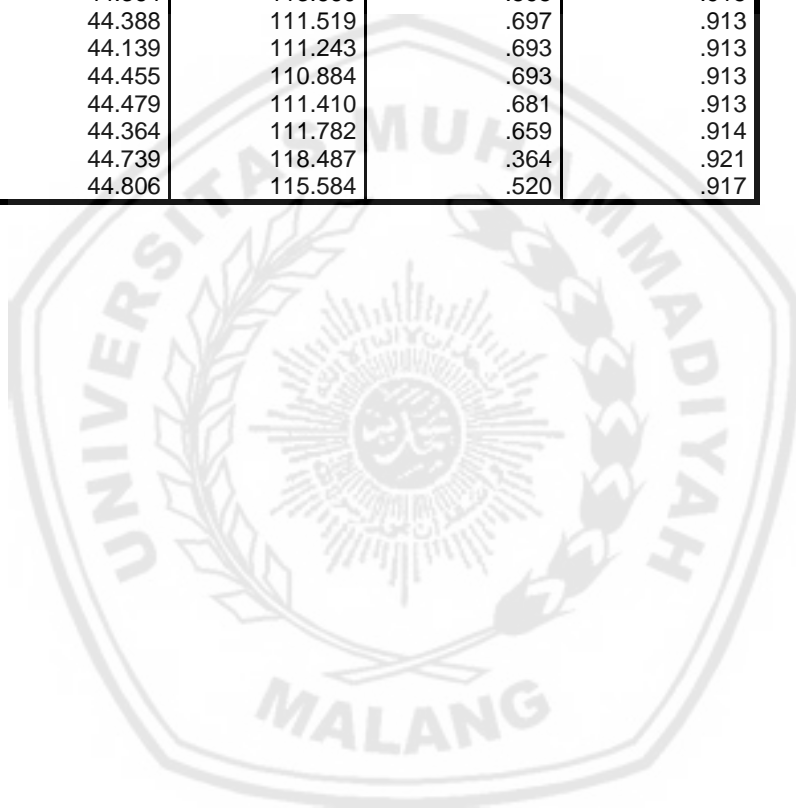 44.388 111.519 .697 .913
44.139 111.243 .693 .913
44.455 110.884 .693 .913
44.479 111.410 .681 .913
44.364 111.782 .659 .914
44.739 118.487 .364 .921
44.806 115.584 .520 .917
UNIVERSITAS MUHAMMADIYAH
MALANG